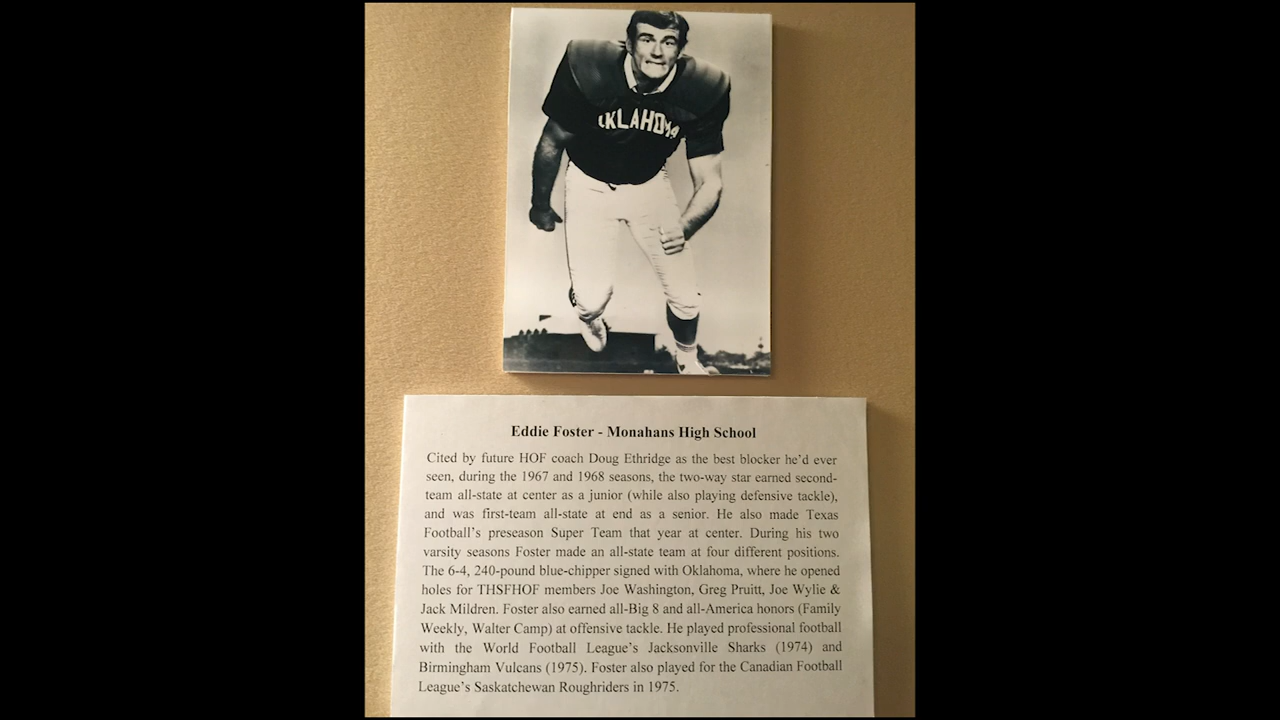 OKLAHOMA
Eddie Foster - Monahans High School
Cited by future HOF coach Doug Ethridge as the best blocker he'd ever
seen, during the 1967 and 1968 seasons, the two-way star earned second-
team all-state at center as a junior (while also playing defensive tackle),
and was first-team all-state at end as a senior. He also made Texas
Football's preseason Super Team that year at center. During his two
varsity seasons Foster made an all-state team at four different positions.
The 6-4, 240-pound blue-chipper signed with Oklahoma, where he opened
holes for THSFHOF members Joe Washington, Greg Pruitt, Joe Wylie &
Jack Mildren. Foster also earned all-Big 8 and all-America honors (Family
Weekly, Walter Camp) at offensive tackle. He played professional football
with the World Football League's Jacksonville Sharks (1974) and
Birmingham Vulcans (1975). Foster also played for the Canadian Football
League's Saskatchewan Roughriders in 1975.